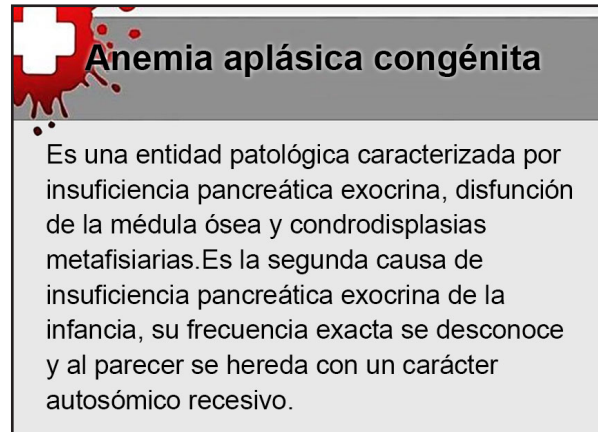 Anemia aplásica congénita
Es una entidad patológica caracterizada por
insuficiencia pancreática exocrina, disfunción
de la médula ósea y condrodisplasias
metafisiarias.Es la segunda causa de
insuficiencia pancreática exocrina de la
infancia, su frecuencia exacta se desconoce
y al parecer se hereda con un carácter
autosómico recesivo.